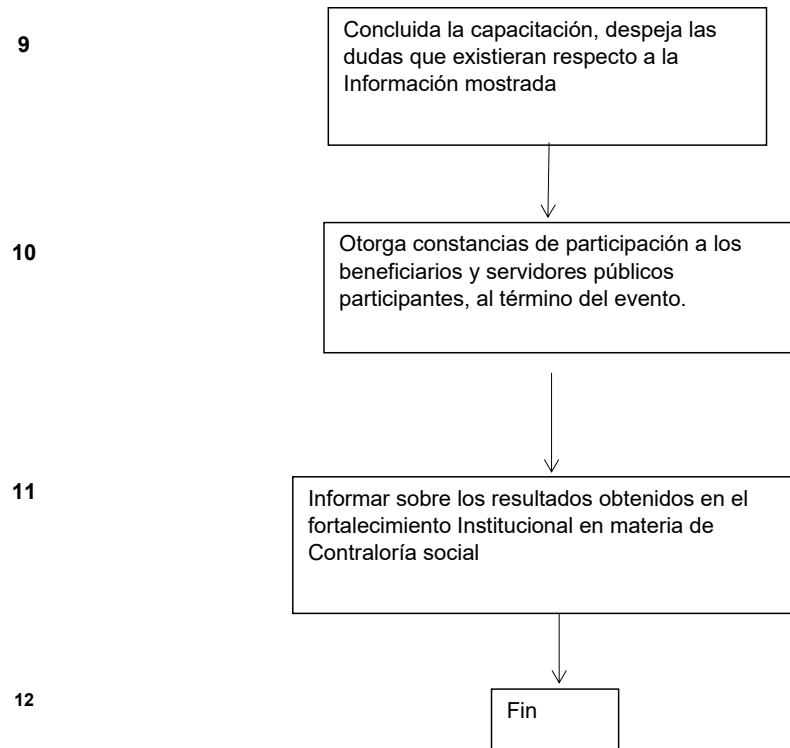 9
Concluida la capacitación, despeja las
dudas que existieran respecto a la
Información mostrada
10
Otorga constancias de participación a los
beneficiarios y servidores públicos
participantes, al término del evento.
11
Informar sobre los resultados obtenidos en el
fortalecimiento Institucional en materia de
Contraloría social
12
Fin